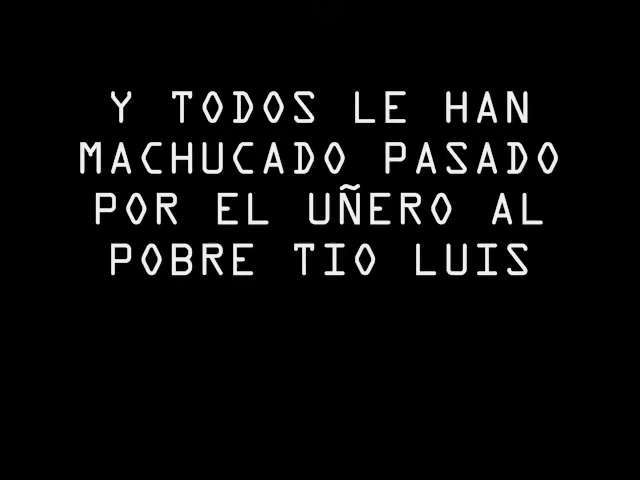 Y TODOS LE HAN
MACHUCADO PASADO
POR EL UÑERO AL
POBRE TIO LUIS